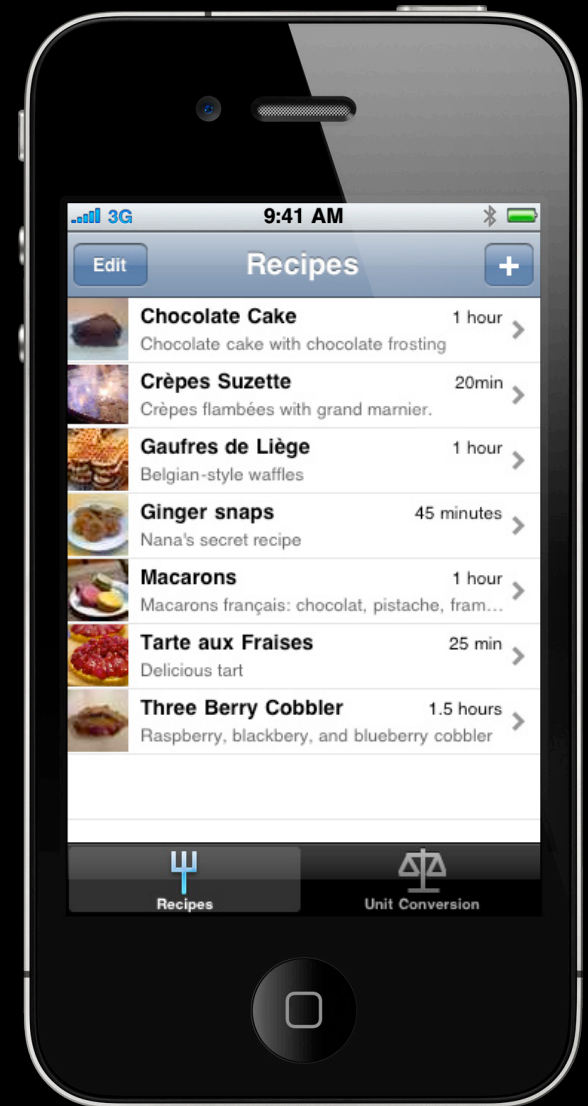 3G 9:41 AM
Edit Recipes +
Chocolate Cake 1 hour
Chocolate cake with chocolate frosting
Crèpes Suzette 20min
Crèpes flambées with grand marnier.
Gaufres de Liège 1 hour
Belgian-style waffles
Ginger snaps 45 minutes
Nana's secret recipe
Macarons 1 hour
Macarons français: chocolat, pistache, fram...
Tarte aux Fraises 25 min
Delicious tart
Three Berry Cobbler 1.5 hours
Raspberry, blackbery, and blueberry cobbler
Recipes Unit Conversion